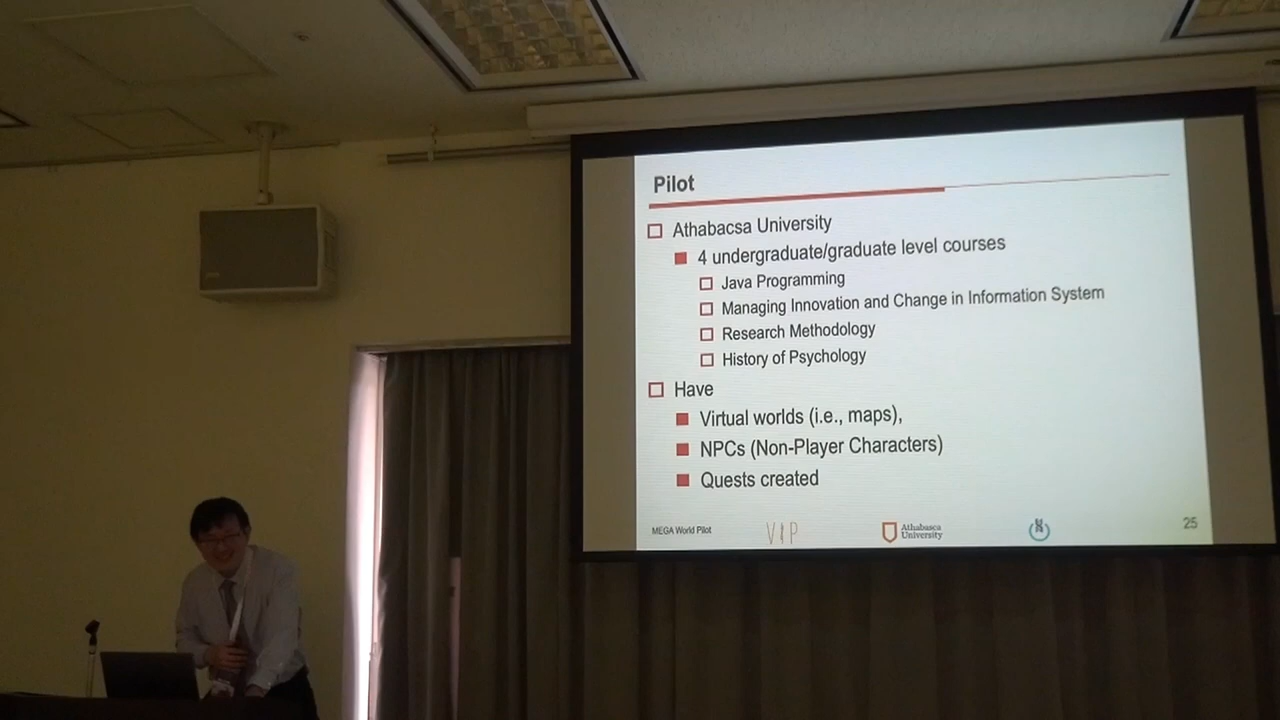 Pilot
Athabacsa University
4 undergraduate/graduate level courses
Java Programming
Managing Innovation and Change in Information System
Research Methodology
History of Psychology
Have
Virtual worlds (i.e., maps),
NPCs (Non-Player Characters)
Quests created
MEGA World Pilot
VIP
Athabasca
University
25